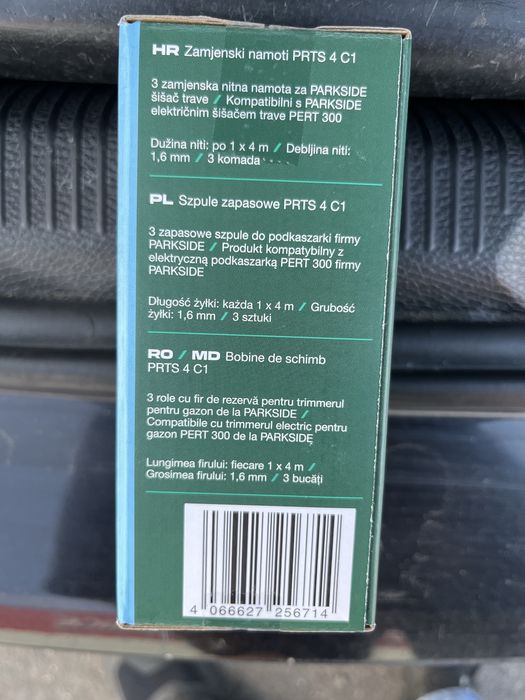 HR Zamjenski namoti PRTS 4 C1
3 zamjenska nitna namota za PARKSIDE
šišač trave / Kompatibilni s PARKSIDE
električnim šišačem trave PERT 300
Dužina niti: po 1 x 4 m / Debljina niti:
1,6 mm / 3 komada
PL Szpule zapasowe PRTS 4 C1
3 zapasowe szpule do podkaszarki firmy
PARKSIDE / Produkt kompatybilny z
elektryczną podkaszarką PERT 300 firmy
PARKSIDE
Długość żyłki: każda 1 x 4 m / Grubość
żyłki: 1,6 mm / 3 sztuki
RO / MD Bobine de schimb
PRTS 4 C1
3 role cu fir de rezervă pentru trimmerul
pentru gazon de la PARKSIDE /
Compatibile cu trimmerul electric pentru
gazon PERT 300 de la PARKSIDE
Lungimea firului: fiecare 1 x 4 m /
Grosimea firului: 1,6 mm / 3 bucăți
4 066627 256714